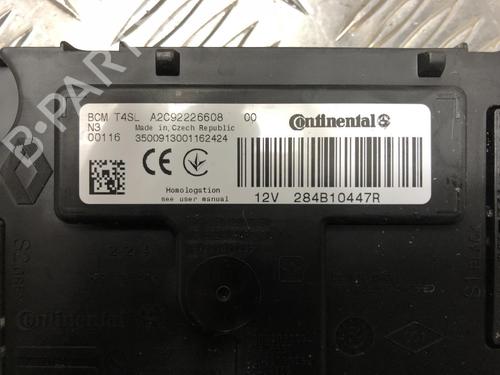 BCM T4SL A2C92226608 00
N3 Made in Czech Republic
00116 3500913001162424
Continental
Homologation
see user manual
12V 284B10447R
Continental
B-PARTS